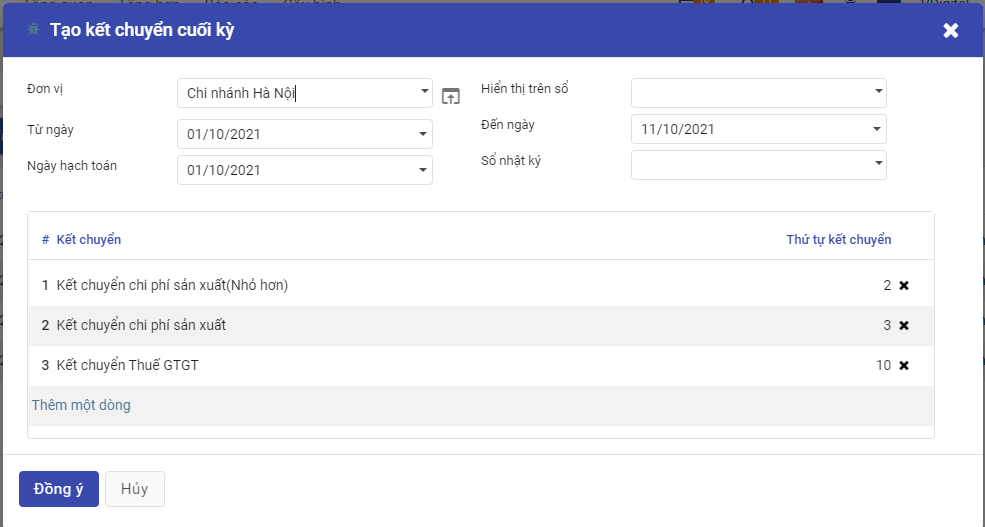 Tạo kết chuyển cuối kỳ
Đơn vị Chi nhánh Hà Nội Hiển thị trên sổ
Từ ngày 01/10/2021 Đến ngày 11/10/2021
Ngày hạch toán 01/10/2021 Sổ nhật ký
# Kết chuyển Thứ tự kết chuyển
1 Kết chuyển chi phí sản xuất(Nhỏ hơn) 2
2 Kết chuyển chi phí sản xuất 3
3 Kết chuyển Thuế GTGT 10
Thêm một dòng
Đồng ý Hủy